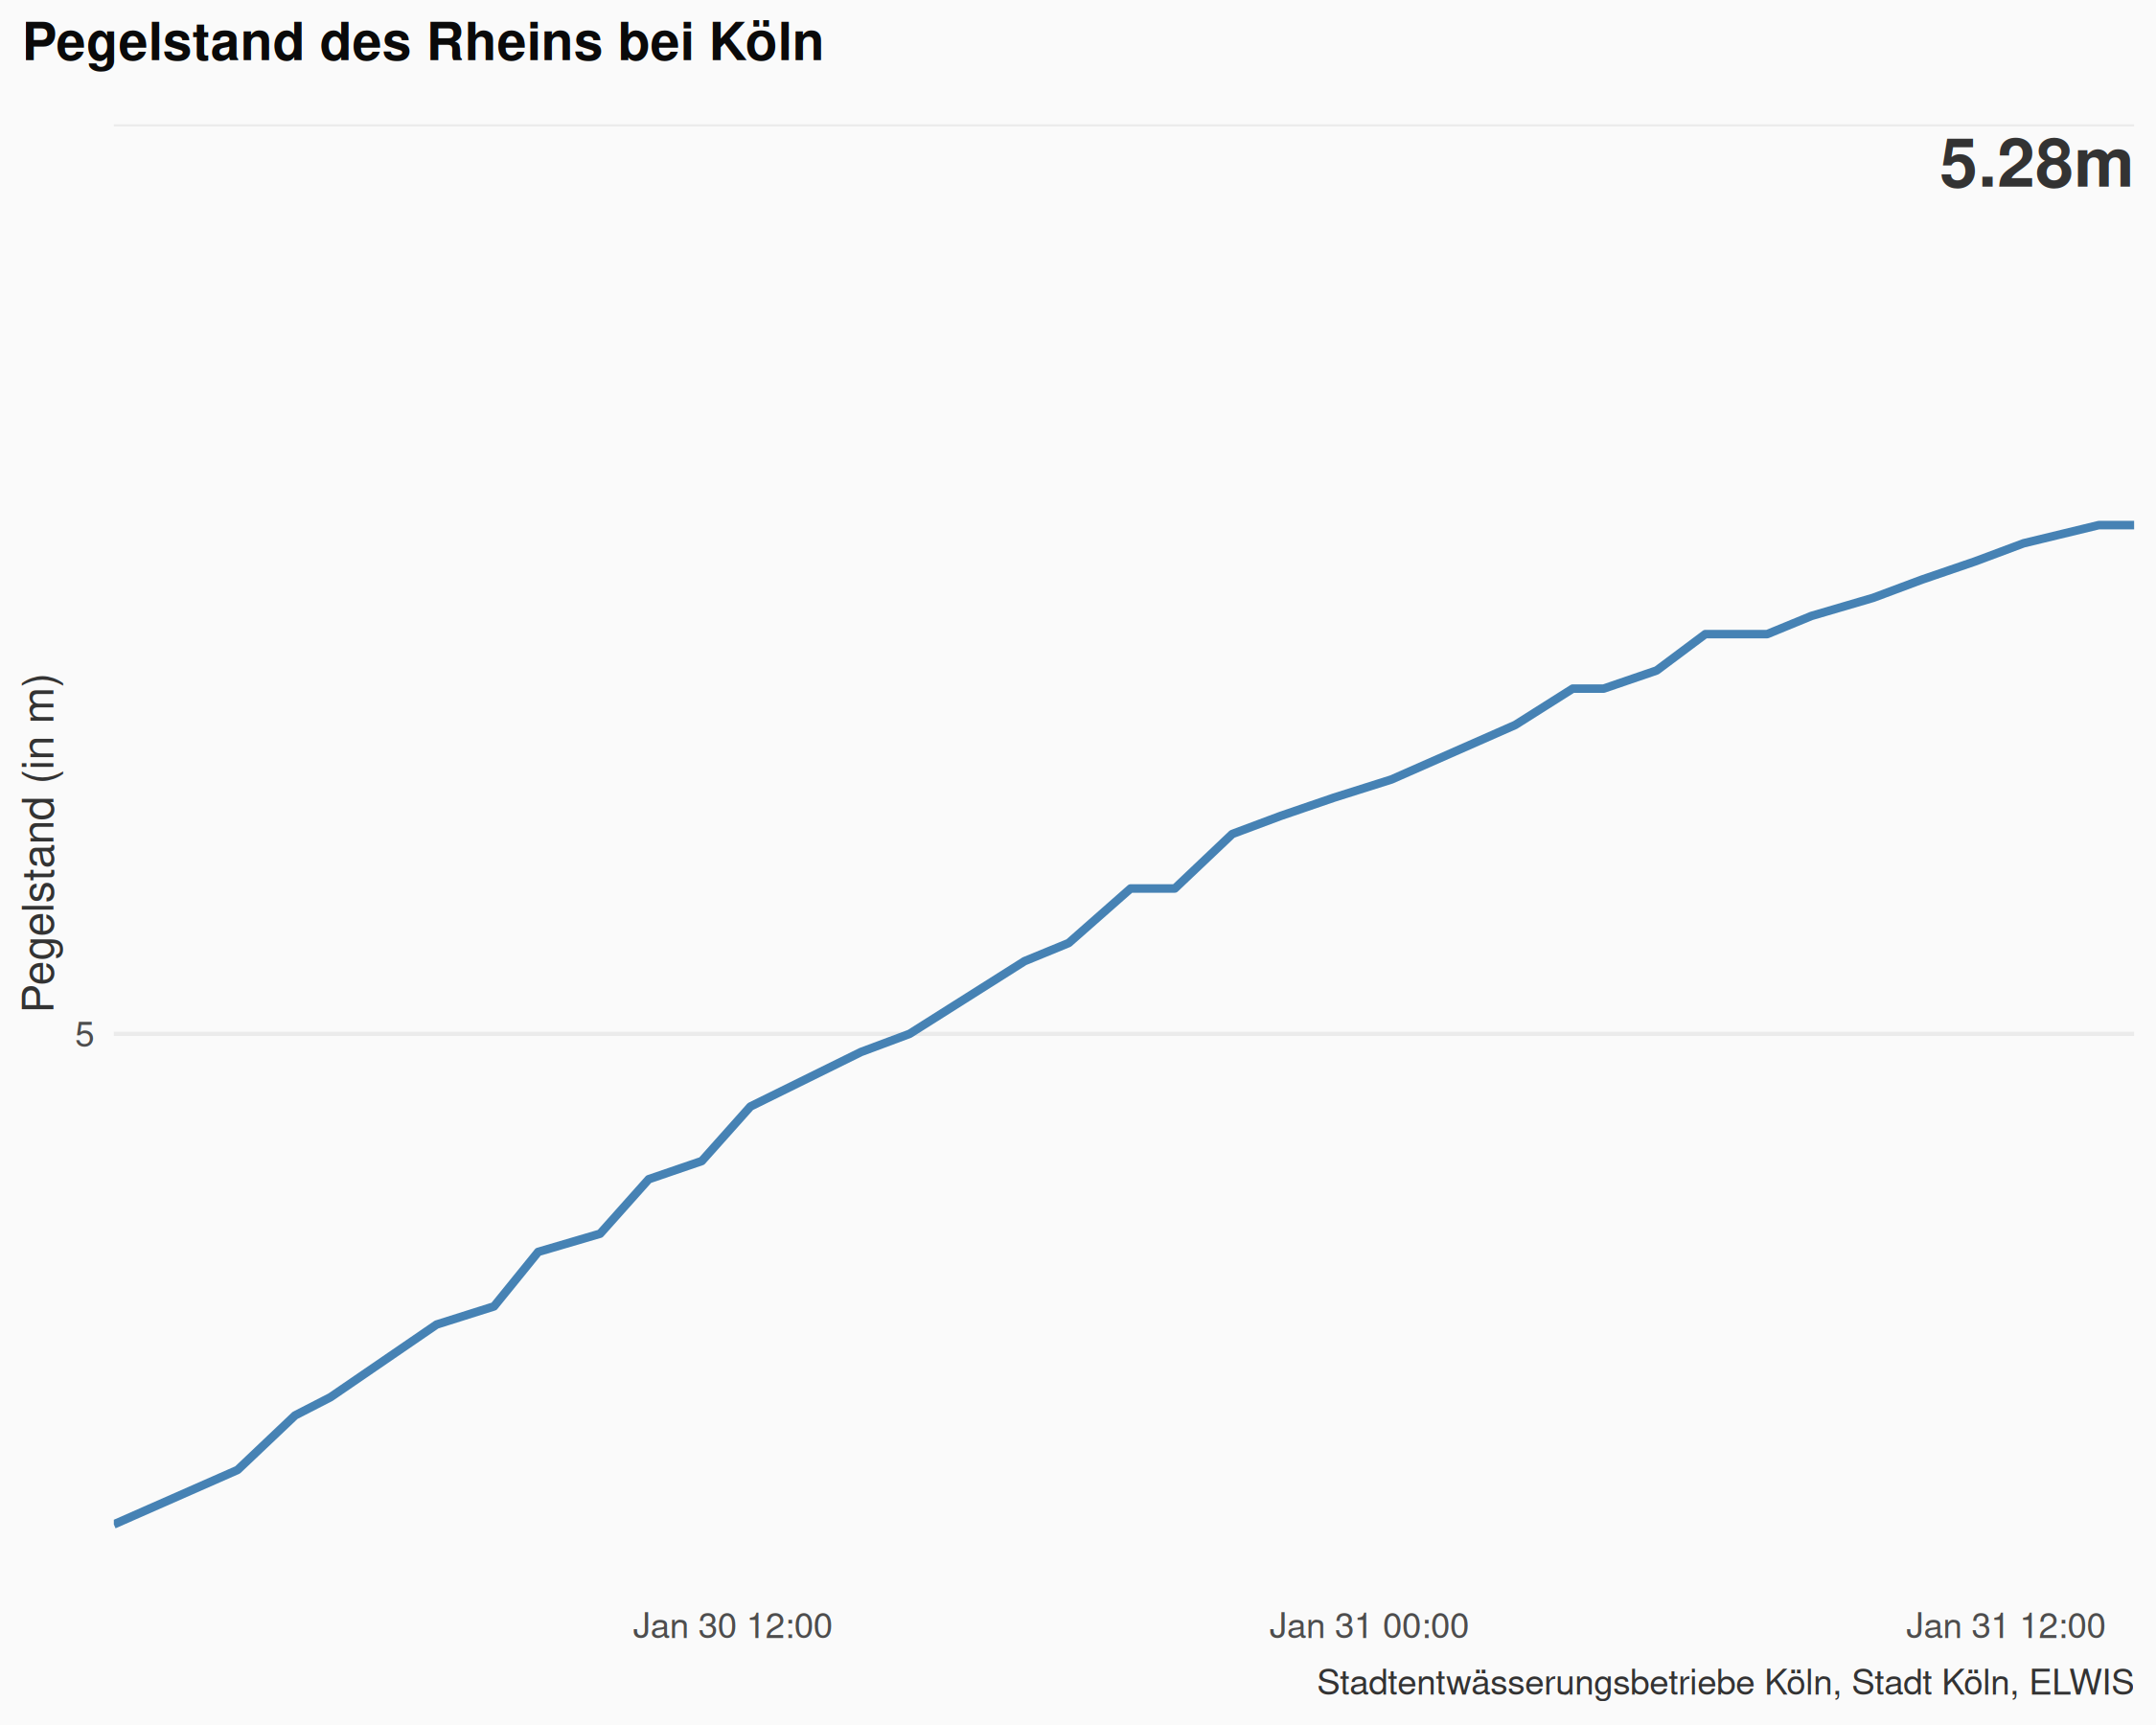 Pegelstand des Rheins bei Köln
5.28m
Pegelstand (in m)
5
Jan 30 12:00
Jan 31 00:00
Jan 31 12:00
Stadtentwässerungsbetriebe Köln, Stadt Köln, ELWIS